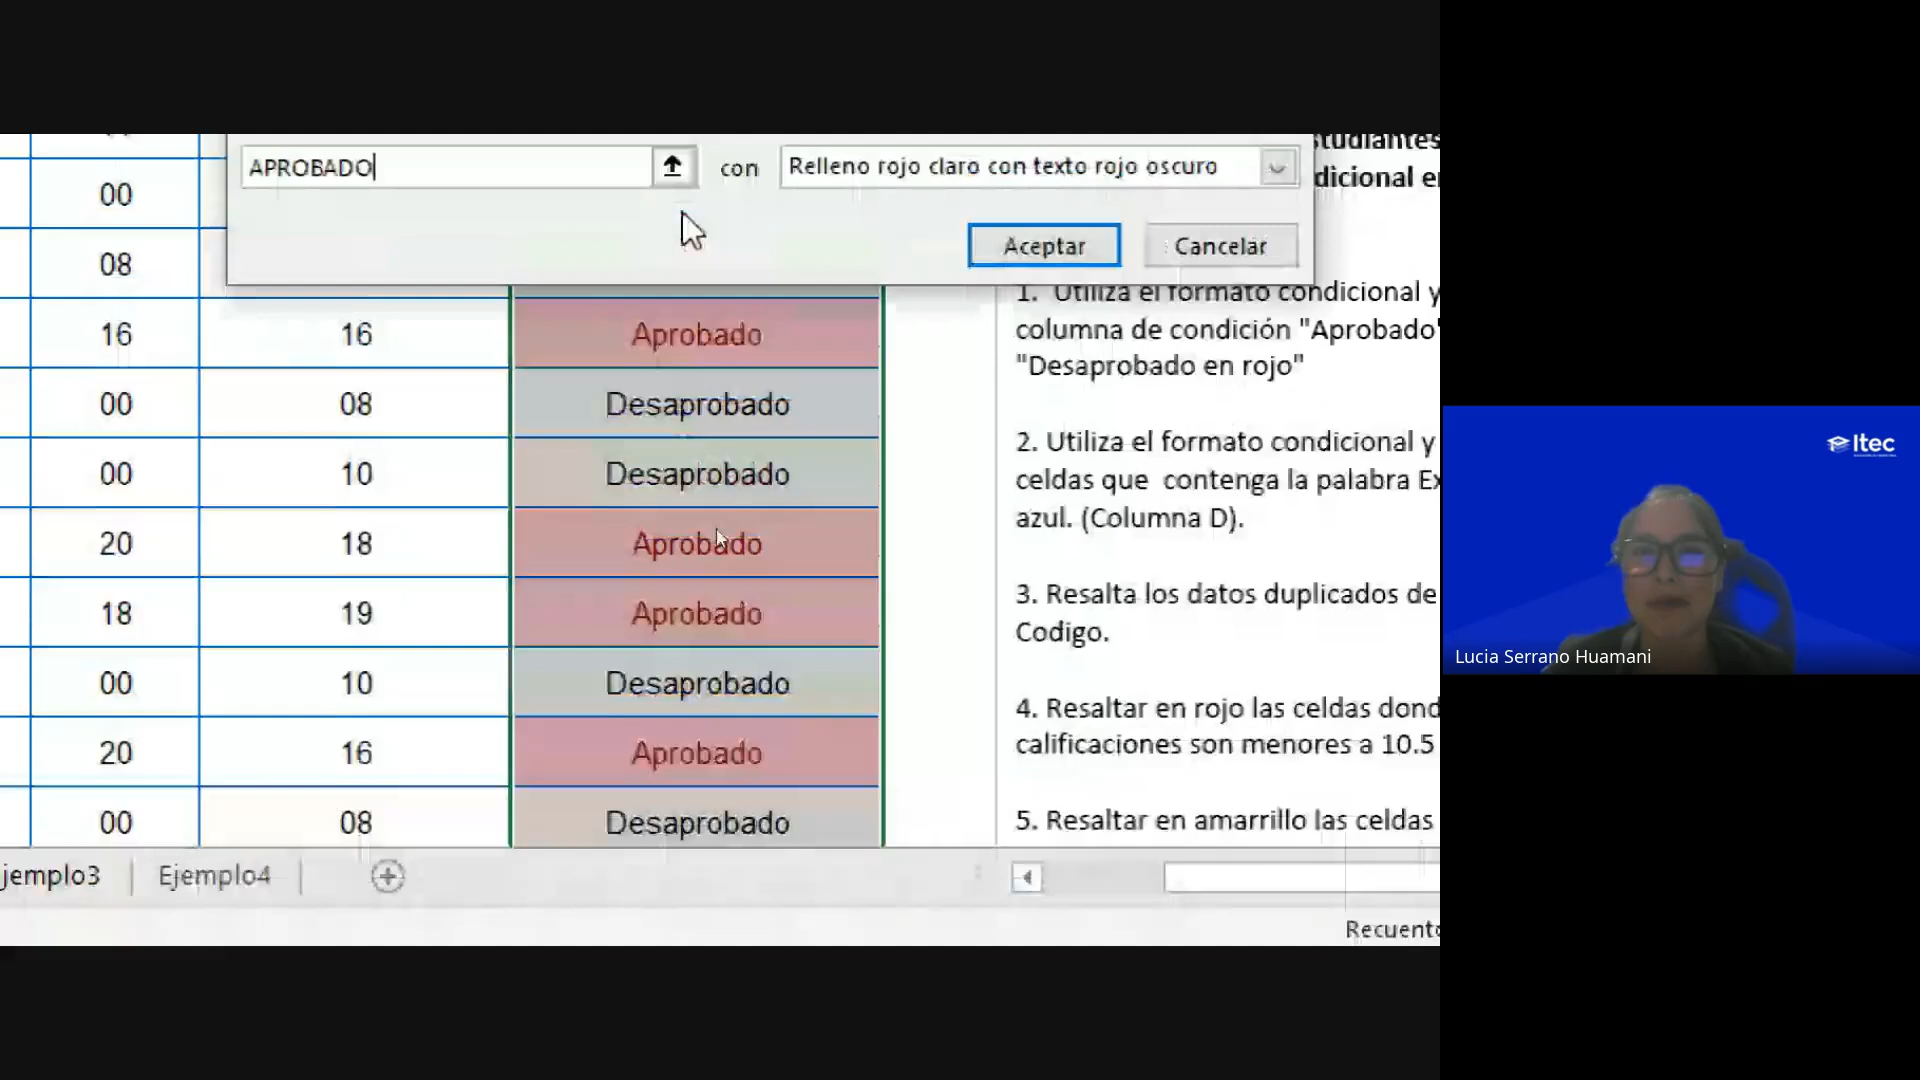 APROBADO con Relleno rojo claro con texto rojo oscuro
Aceptar Cancelar
00
08
16 16 Aprobado
00 08 Desaprobado
00 10 Desaprobado
20 18 Aprobado
18 19 Aprobado
00 10 Desaprobado
20 16 Aprobado
00 08 Desaprobado
1. Utiliza el formato condicional y
columna de condición "Aprobado"
"Desaprobado en rojo"
2. Utiliza el formato condicional y
celdas que contenga la palabra Ex
azul. (Columna D).
3. Resalta los datos duplicados de
Codigo.
4. Resaltar en rojo las celdas dond
calificaciones son menores a 10.5
5. Resaltar en amarrillo las celdas
jemplo3 Ejemplo4
Recuento
Itec
Lucia Serrano Huamani